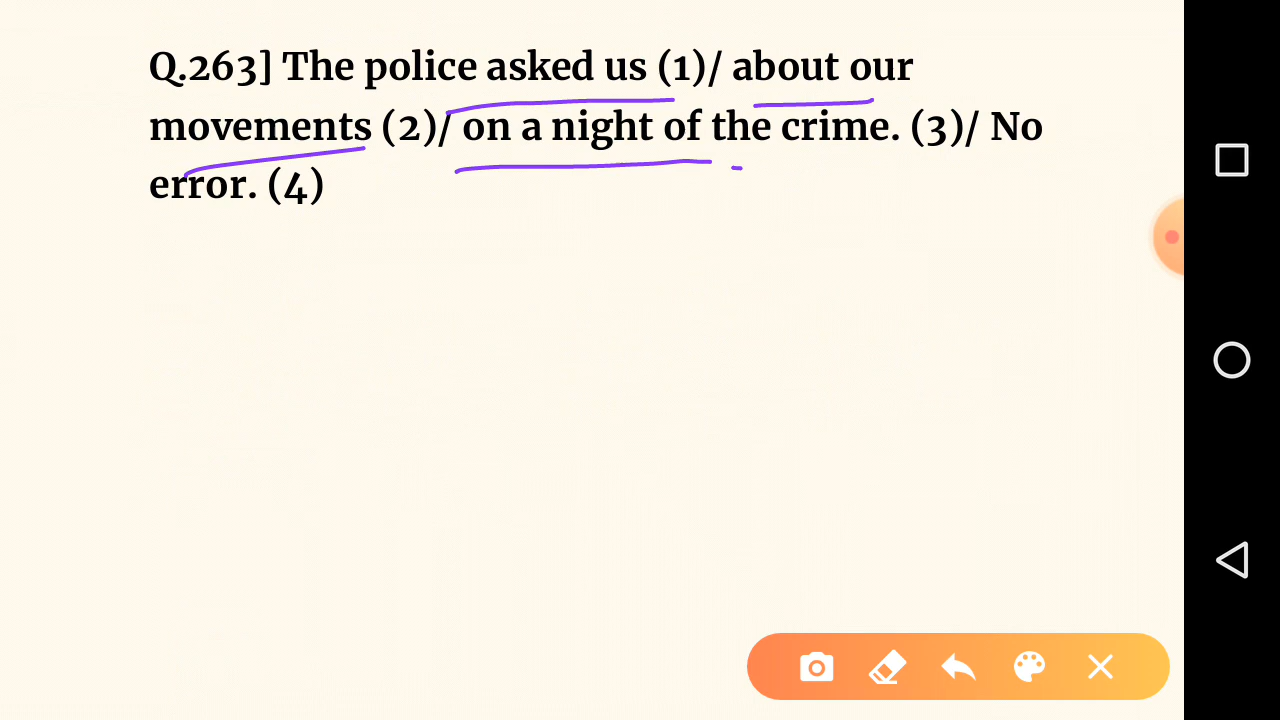 Q.263] The police asked us (1)/ about our
movements (2)/ on a night of the crime. (3)/ No
error. (4)